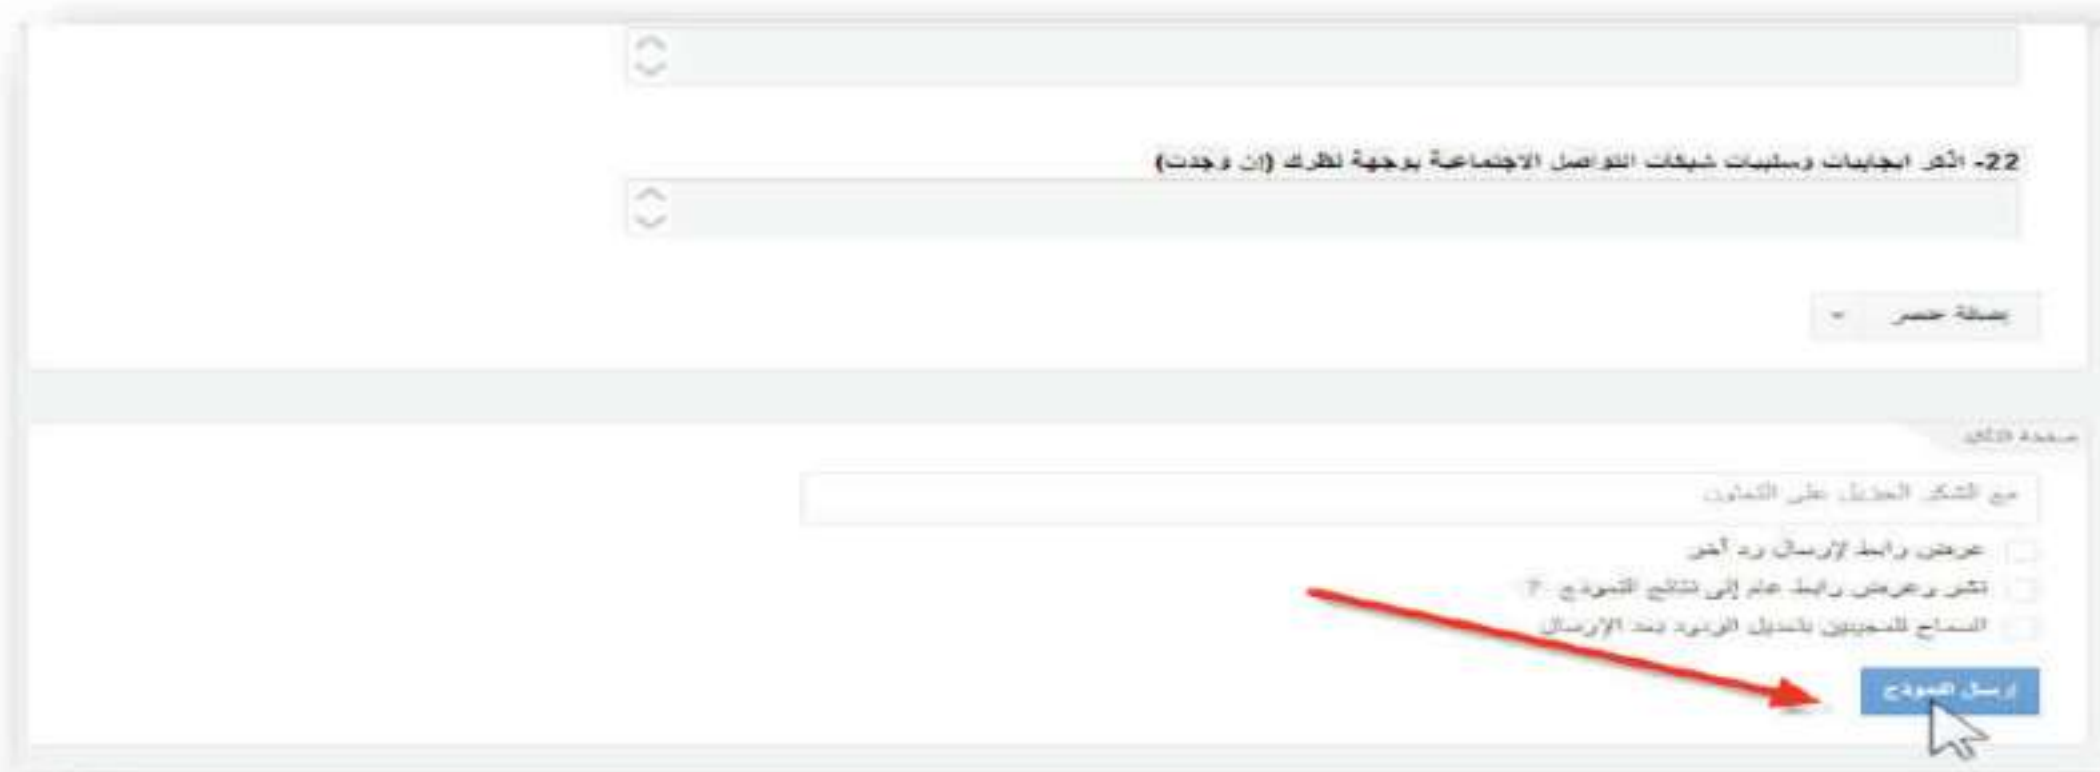 22- اذكر ايجابيات وسلبيات شبكات التواصل الاجتماعية بوجهة نظرك (إن وجدت)
إضافة عنصر
صفحة التأكيد
مع الشكر الجزيل على التعاون
عرض رابط لإرسال رد آخر
نشر وعرض رابط عام إلى نتائج النموذج ?
السماح للمجيبين بتعديل الردود بعد الإرسال
إرسال النموذج